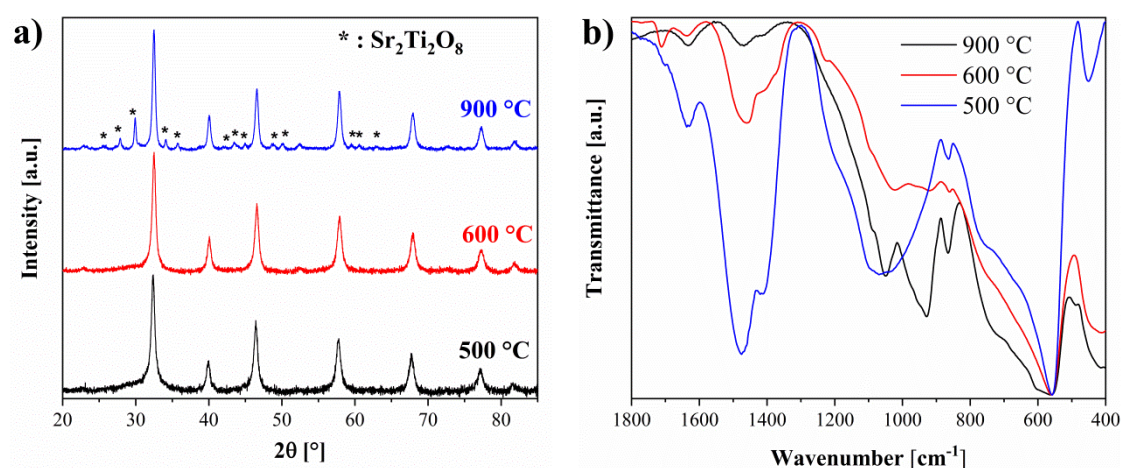 a)
* : Sr₂Ti₂O₈
900 °C
* * * * * * * * * * * * *
600 °C
500 °C
Intensity [a.u.]
20 30 40 50 60 70 80
2θ [°]
b)
900 °C
600 °C
500 °C
Transmittance [a.u.]
1800 1600 1400 1200 1000 800 600 400
Wavenumber [cm⁻¹]